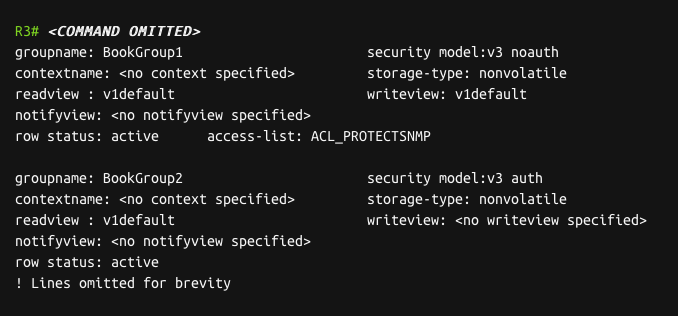 R3# <COMMAND OMITTED>
groupname: BookGroup1                       security model:v3 noauth
contextname: <no context specified>         storage-type: nonvolatile
readview : v1default                        writeview: v1default
notifyview: <no notifyview specified>
row status: active      access-list: ACL_PROTECTSNMP

groupname: BookGroup2                       security model:v3 auth
contextname: <no context specified>         storage-type: nonvolatile
readview : v1default                        writeview: <no writeview specified>
notifyview: <no notifyview specified>
row status: active
! Lines omitted for brevity